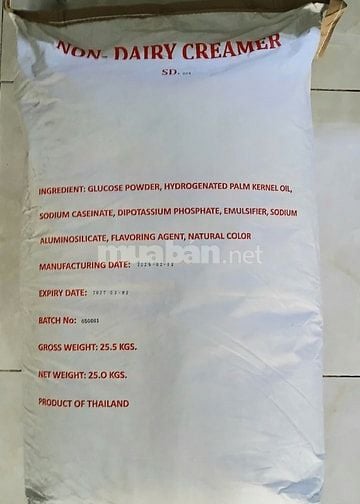 NON- DAIRY CREAMER
SD.
INGREDIENT: GLUCOSE POWDER, HYDROGENATED PALM KERNEL OIL,
SODIUM CASEINATE, DIPOTASSIUM PHOSPHATE, EMULSIFIER, SODIUM
ALUMINOSILICATE, FLAVORING AGENT, NATURAL COLOR
muaban.net
MANUFACTURING DATE:
EXPIRY DATE:
BATCH No:
GROSS WEIGHT: 25.5 KGS.
NET WEIGHT: 25.O KGS.
PRODUCT OF THAILAND